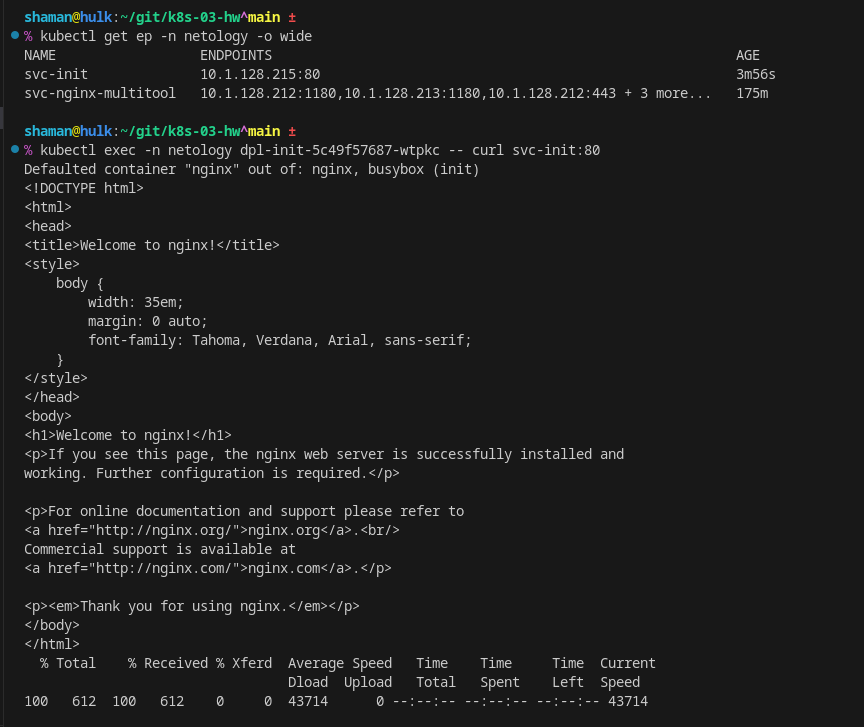 shaman@hulk:~/git/k8s-03-hw^main ±
% kubectl get ep -n netology -o wide
NAME                  ENDPOINTS                                                          AGE
svc-init              10.1.128.215:80                                                    3m56s
svc-nginx-multitool   10.1.128.212:1180,10.1.128.213:1180,10.1.128.212:443 + 3 more...   175m
shaman@hulk:~/git/k8s-03-hw^main ±
% kubectl exec -n netology dpl-init-5c49f57687-wtpkc -- curl svc-init:80
Defaulted container "nginx" out of: nginx, busybox (init)
<!DOCTYPE html>
<html>
<head>
<title>Welcome to nginx!</title>
<style>
    body {
        width: 35em;
        margin: 0 auto;
        font-family: Tahoma, Verdana, Arial, sans-serif;
    }
</style>
</head>
<body>
<h1>Welcome to nginx!</h1>
<p>If you see this page, the nginx web server is successfully installed and
working. Further configuration is required.</p>
<p>For online documentation and support please refer to
<a href="http://nginx.org/">nginx.org</a>.<br/>
Commercial support is available at
<a href="http://nginx.com/">nginx.com</a>.</p>
<p><em>Thank you for using nginx.</em></p>
</body>
</html>
  % Total    % Received % Xferd  Average Speed   Time    Time     Time  Current
                                 Dload  Upload   Total   Spent    Left  Speed
100   612  100   612    0     0  43714      0 --:--:-- --:--:-- --:--:-- 43714